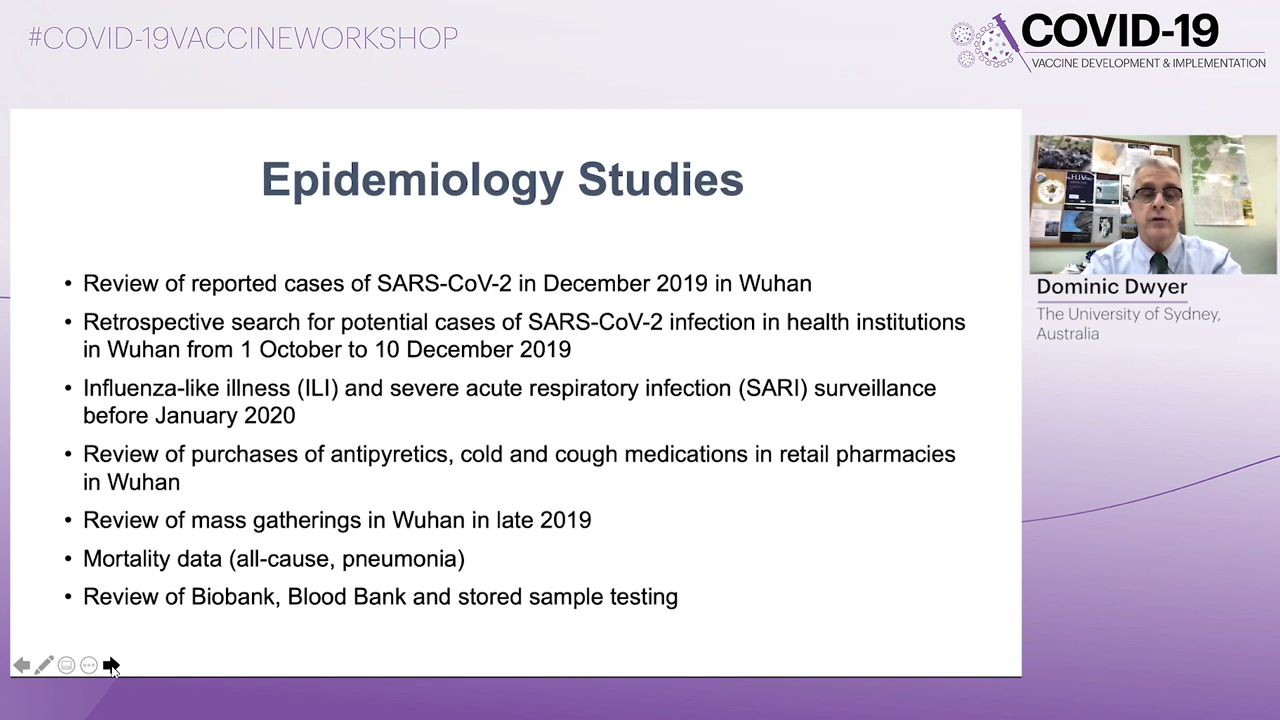 #COVID-19VACCINEWORKSHOP
COVID-19
VACCINE DEVELOPMENT & IMPLEMENTATION
Epidemiology Studies
• Review of reported cases of SARS-CoV-2 in December 2019 in Wuhan
• Retrospective search for potential cases of SARS-CoV-2 infection in health institutions
in Wuhan from 1 October to 10 December 2019
• Influenza-like illness (ILI) and severe acute respiratory infection (SARI) surveillance
before January 2020
• Review of purchases of antipyretics, cold and cough medications in retail pharmacies
in Wuhan
• Review of mass gatherings in Wuhan in late 2019
• Mortality data (all-cause, pneumonia)
• Review of Biobank, Blood Bank and stored sample testing
HIV
Dominic Dwyer
The University of Sydney,
Australia